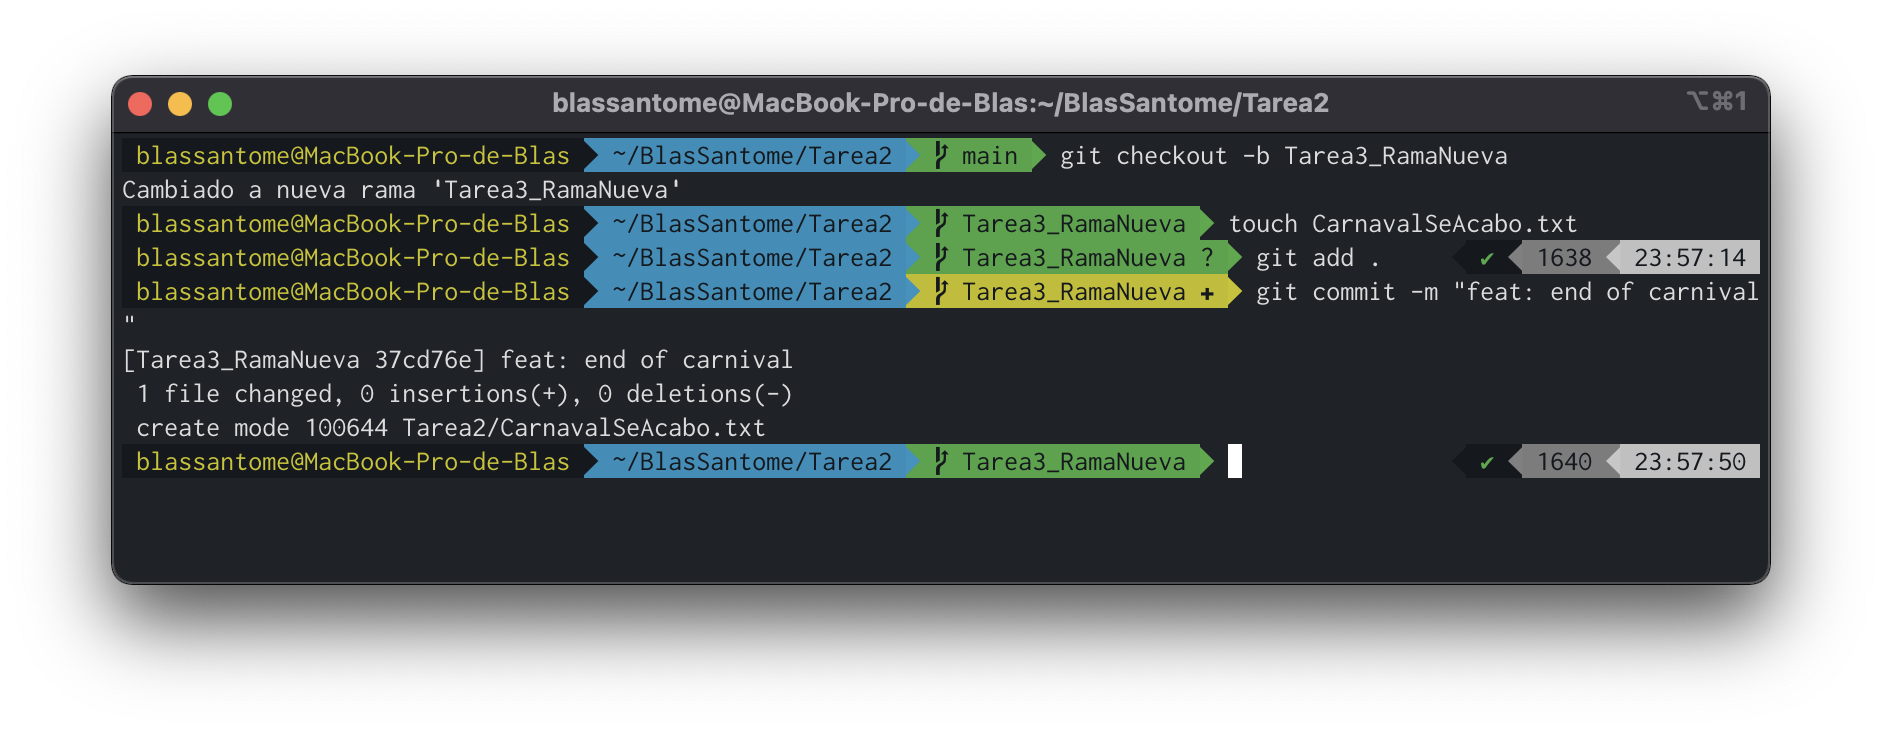 blassantome@MacBook-Pro-de-Blas:~/BlasSantome/Tarea2 ⌥⌘1
blassantome@MacBook-Pro-de-Blas ~/BlasSantome/Tarea2 main git checkout -b Tarea3_RamaNueva
Cambiado a nueva rama 'Tarea3_RamaNueva'
blassantome@MacBook-Pro-de-Blas ~/BlasSantome/Tarea2 Tarea3_RamaNueva touch CarnavalSeAcabo.txt
blassantome@MacBook-Pro-de-Blas ~/BlasSantome/Tarea2 Tarea3_RamaNueva ? git add . ✔ 1638 23:57:14
blassantome@MacBook-Pro-de-Blas ~/BlasSantome/Tarea2 Tarea3_RamaNueva + git commit -m "feat: end of carnival
"
[Tarea3_RamaNueva 37cd76e] feat: end of carnival
1 file changed, 0 insertions(+), 0 deletions(-)
create mode 100644 Tarea2/CarnavalSeAcabo.txt
blassantome@MacBook-Pro-de-Blas ~/BlasSantome/Tarea2 Tarea3_RamaNueva ✔ 1640 23:57:50